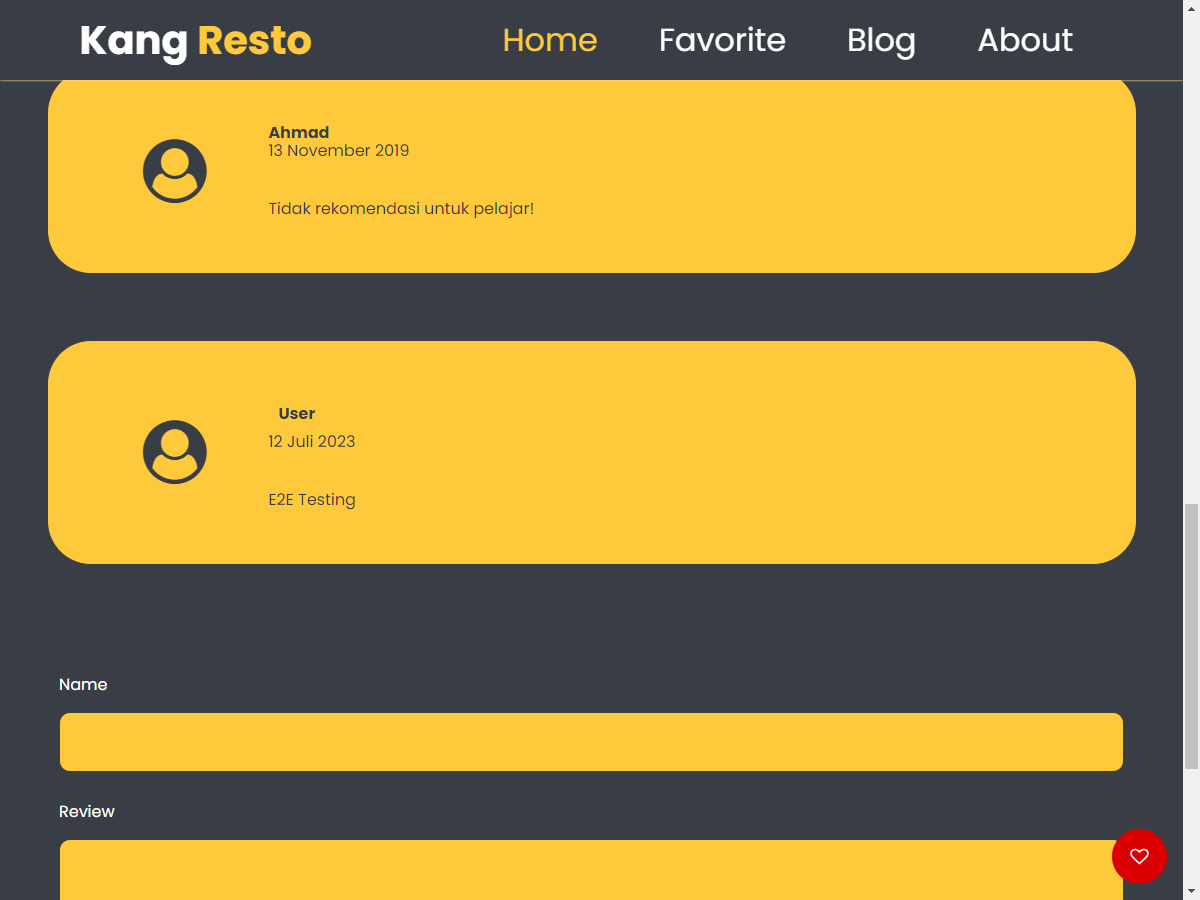 Kang Resto Home Favorite Blog About
Ahmad
13 November 2019
Tidak rekomendasi untuk pelajar!
User
12 Juli 2023
E2E Testing
Name
Review